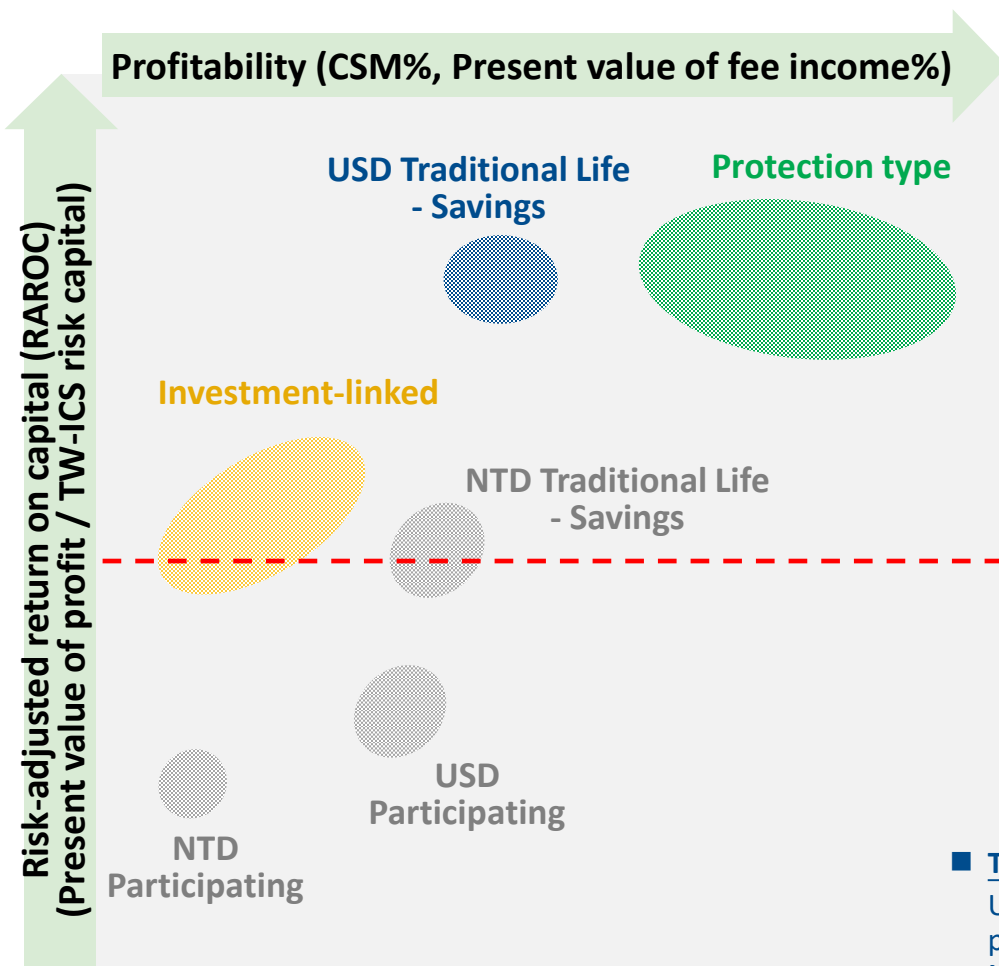 Profitability (CSM%, Present value of fee income%)
Risk-adjusted return on capital (RAROC)
(Present value of profit / TW-ICS risk capital)
USD Traditional Life
- Savings
Protection type
Investment-linked
NTD Traditional Life
- Savings
USD
Participating
NTD
Participating